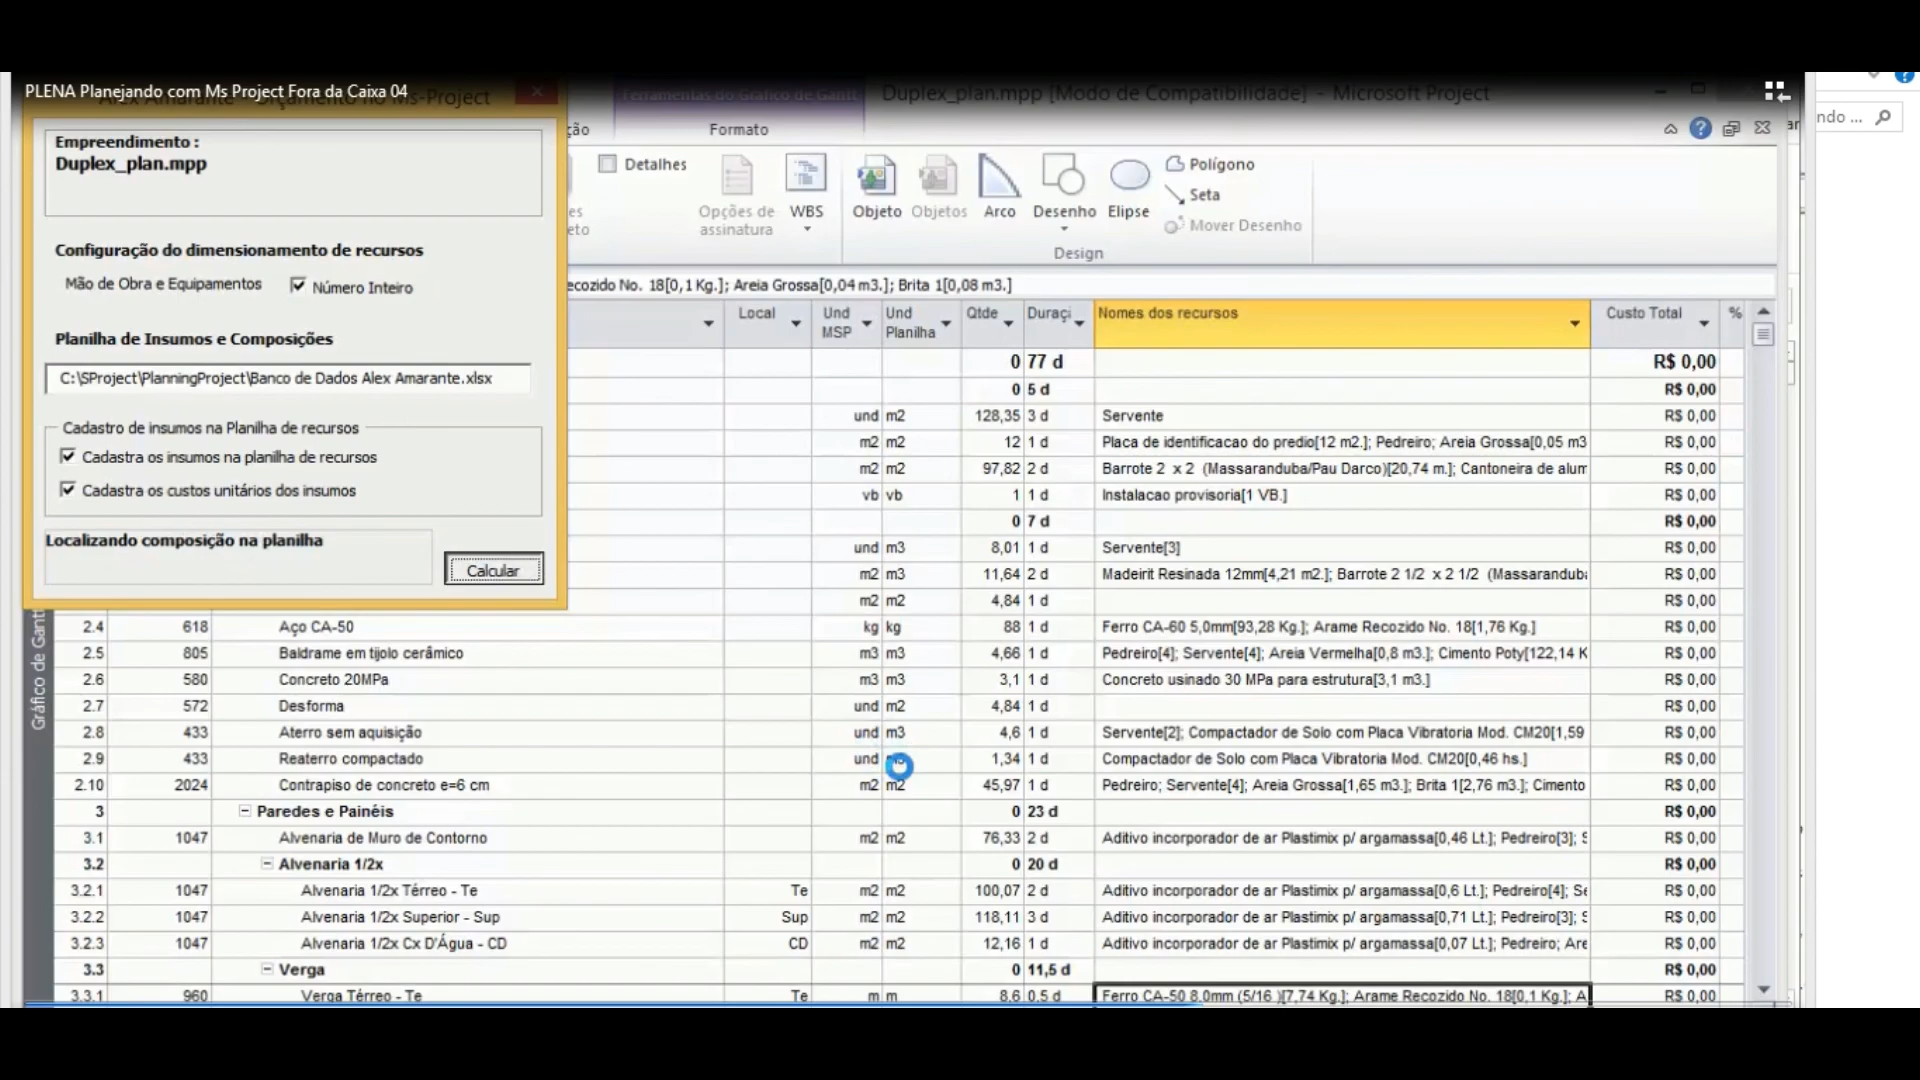 PLENA Planejando com Ms Project Fora da Caixa 04
Alex Amarante - Orçamento no Ms-Project
Ferramentas do Gráfico de Gantt
Duplex_plan.mpp [Modo de Compatibilidade] - Microsoft Project
ndo ...
Formato
Empreendimento :
Duplex_plan.mpp
Configuração do dimensionamento de recursos
Mão de Obra e Equipamentos
Número Inteiro
Planilha de Insumos e Composições
C:\SProject\PlanningProject\Banco de Dados Alex Amarante.xlsx
Cadastro de insumos na Planilha de recursos
Cadastra os insumos na planilha de recursos
Cadastra os custos unitários dos insumos
Localizando composição na planilha
Calcular
Detalhes
Opções de assinatura
WBS
Objeto
Objetos
Arco
Desenho
Elipse
Polígono
Seta
Mover Desenho
Design
ecozido No. 18[0,1 Kg.]; Areia Grossa[0,04 m3.]; Brita 1[0,08 m3.]
Local Und MSP Und Planilha Qtde Duraçi Nomes dos recursos Custo Total %
0 77 d R$ 0,00
0 5 d R$ 0,00
und m2 128,35 3 d Servente R$ 0,00
m2 m2 12 1 d Placa de identificacao do predio[12 m2.]; Pedreiro; Areia Grossa[0,05 m3 R$ 0,00
m2 m2 97,82 2 d Barrote 2 x 2 (Massaranduba/Pau Darco)[20,74 m.]; Cantoneira de alum R$ 0,00
vb vb 1 1 d Instalacao provisoria[1 VB.] R$ 0,00
0 7 d R$ 0,00
und m3 8,01 1 d Servente[3] R$ 0,00
m2 m3 11,64 2 d Madeirit Resinada 12mm[4,21 m2.]; Barrote 2 1/2 x 2 1/2 (Massarandub R$ 0,00
m2 m2 4,84 1 d R$ 0,00
2.4 618 Aço CA-50 kg kg 88 1 d Ferro CA-60 5,0mm[93,28 Kg.]; Arame Recozido No. 18[1,76 Kg.] R$ 0,00
2.5 805 Baldrame em tijolo cerâmico m3 m3 4,66 1 d Pedreiro[4]; Servente[4]; Areia Vermelha[0,8 m3.]; Cimento Poty[122,14 K R$ 0,00
2.6 580 Concreto 20MPa m3 m3 3,1 1 d Concreto usinado 30 MPa para estrutura[3,1 m3.] R$ 0,00
2.7 572 Desforma und m2 4,84 1 d R$ 0,00
2.8 433 Aterro sem aquisição und m3 4,6 1 d Servente[2]; Compactador de Solo com Placa Vibratoria Mod. CM20[1,59 R$ 0,00
2.9 433 Reaterro compactado und 1,34 1 d Compactador de Solo com Placa Vibratoria Mod. CM20[0,46 hs.] R$ 0,00
2.10 2024 Contrapiso de concreto e=6 cm m2 m2 45,97 1 d Pedreiro; Servente[4]; Areia Grossa[1,65 m3.]; Brita 1[2,76 m3.]; Cimento R$ 0,00
3 Paredes e Painéis 0 23 d R$ 0,00
3.1 1047 Alvenaria de Muro de Contorno m2 m2 76,33 2 d Aditivo incorporador de ar Plastimix p/ argamassa[0,46 Lt.]; Pedreiro[3]; S R$ 0,00
3.2 Alvenaria 1/2x 0 20 d R$ 0,00
3.2.1 1047 Alvenaria 1/2x Térreo - Te Te m2 m2 100,07 2 d Aditivo incorporador de ar Plastimix p/ argamassa[0,6 Lt.]; Pedreiro[4]; Se R$ 0,00
3.2.2 1047 Alvenaria 1/2x Superior - Sup Sup m2 m2 118,11 3 d Aditivo incorporador de ar Plastimix p/ argamassa[0,71 Lt.]; Pedreiro[3]; S R$ 0,00
3.2.3 1047 Alvenaria 1/2x Cx D'Água - CD CD m2 m2 12,16 1 d Aditivo incorporador de ar Plastimix p/ argamassa[0,07 Lt.]; Pedreiro; Are R$ 0,00
3.3 Verga 0 11,5 d R$ 0,00
3.3.1 960 Verga Térreo - Te Te m m 8,6 0,5 d Ferro CA-50 8,0mm (5/16 )[7,74 Kg.]; Arame Recozido No. 18[0,1 Kg.]; A R$ 0,00
Gráfico de Gantt